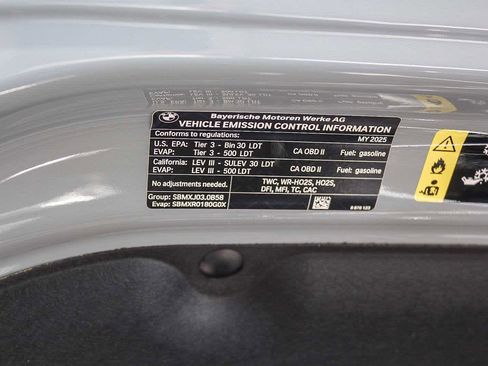 Bayerische Motoren Werke AG
VEHICLE EMISSION CONTROL INFORMATION
Conforms to regulations: MY 2025
U.S. EPA: Tier 3 - Bin 30 LDT
EVAP: Tier 3 - 500 LDT CA OBD II Fuel: gasoline
California: LEV III - SULEV 30 LDT
EVAP: LEV III - 500 LDT CA OBD II Fuel: gasoline
No adjustments needed. TWC, WR-HO2S, HO2S,
DFI, MFI, TC, CAC
Group: SBMXJ03.0B58
Evap: SBMXR0180G0X